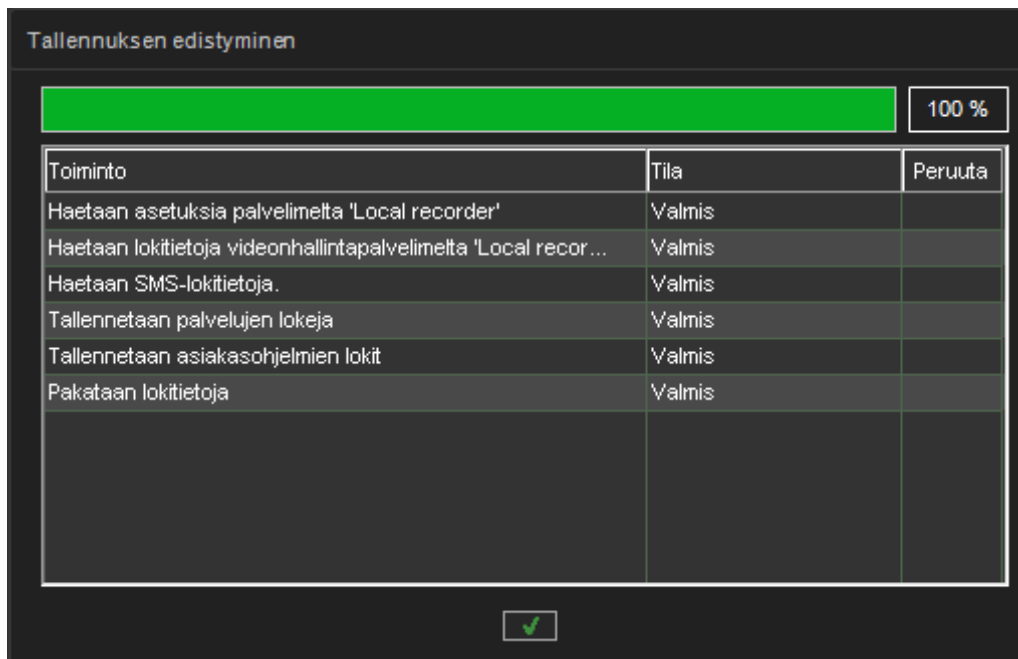 Tallennuksen edistyminen
100 %
Toiminto Tila Peruuta
Haetaan asetuksia palvelimelta 'Local recorder' Valmis
Haetaan lokitietoja videonhallintapalvelimelta 'Local recor... Valmis
Haetaan SMS-lokitietoja. Valmis
Tallennetaan palvelujen lokeja Valmis
Tallennetaan asiakasohjelmien lokit Valmis
Pakataan lokitietoja Valmis